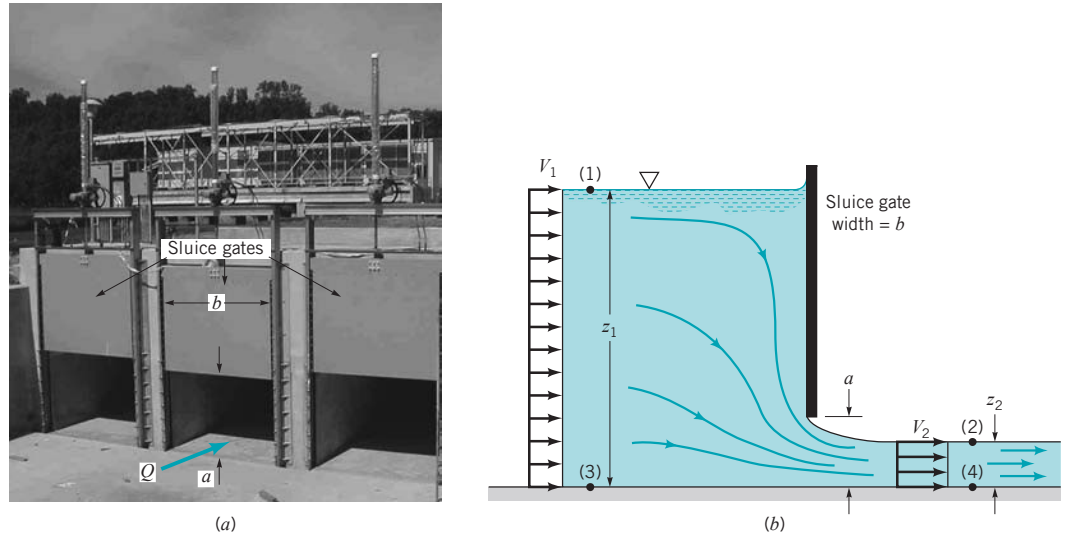 Sluice gates
b
Q
a
(a)
V1
(1)
Sluice gate
width = b
z1
a
z2
V2
(2)
(3)
(4)
(b)